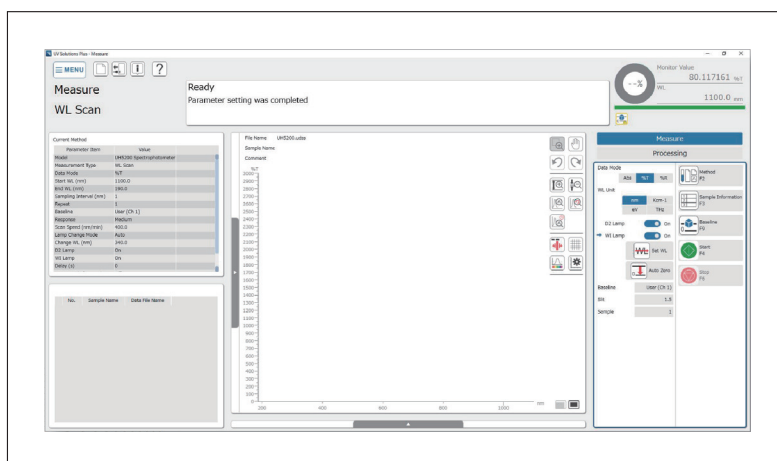 UV Solutions Plus - Measure
MENU
Measure
WL Scan
Ready
Parameter setting was completed
--%
Monitor Value
80.117161 %T
WL
1100.0 nm
Current Method
Parameter Item Value
Model UH5200 Spectrophotometer
Measurement Type WL Scan
Data Mode %T
Start WL (nm) 1100.0
End WL (nm) 190.0
Sampling Interval (nm) 1
Repeat 1
Baseline User (Ch 1)
Response Medium
Scan Speed (nm/min) 400.0
Lamp Change Mode Auto
Change WL (nm) 340.0
D2 Lamp On
WI Lamp On
Delay (s) 0
No. Sample Name Data File Name
File Name UH5200.udss
Sample Name
Comment
%T
3000
2900
2800
2700
2600
2500
2400
2300
2200
2100
2000
1900
1800
1700
1600
1500
1400
1300
1200
1100
1000
900
800
700
600
500
400
300
200
100
0
200 400 600 800 1000 nm
Measure
Processing
Data Mode
Abs %T %R
WL Unit
nm Kcm-1
eV THz
D2 Lamp On
WI Lamp On
Set WL
Auto Zero
Baseline User (Ch 1)
Slit 1.5
Sample 1
Method
F2
Sample Information
F3
Baseline
F9
Start
F4
Stop
F6